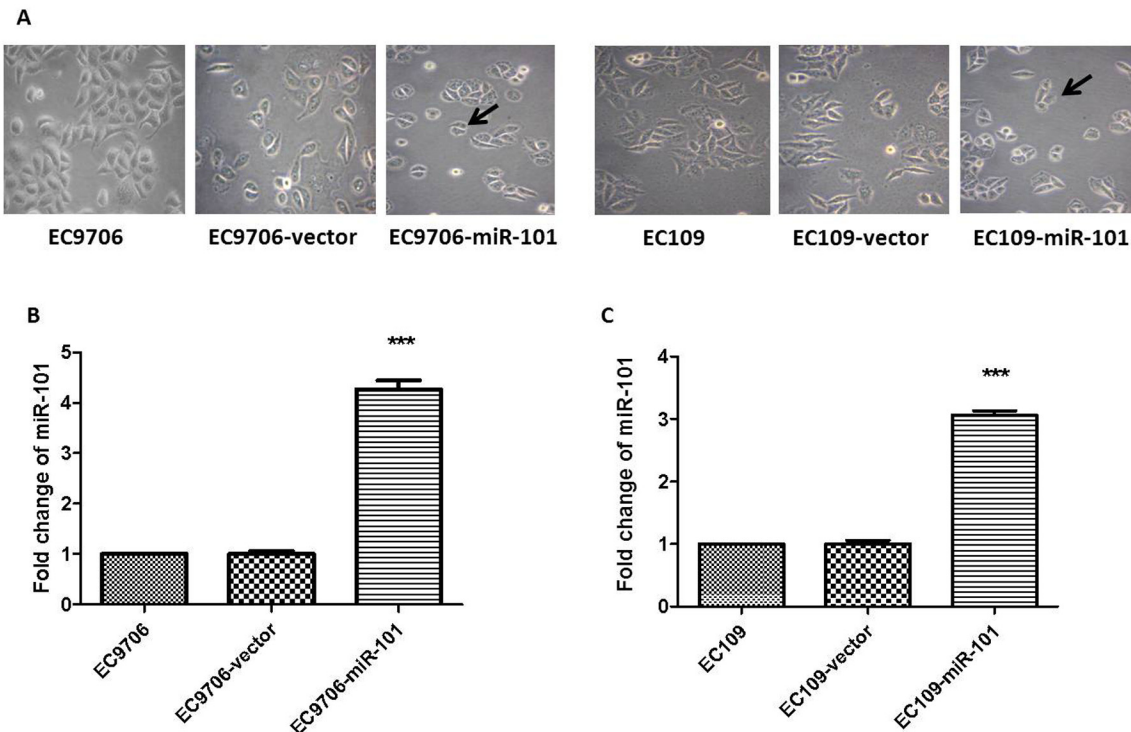 A
EC9706
EC9706-vector
EC9706-miR-101
EC109
EC109-vector
EC109-miR-101
B
Fold change of miR-101
5
4
3
2
1
0
***
EC9706
EC9706-vector
EC9706-miR-101
C
Fold change of miR-101
4
3
2
1
0
***
EC109
EC109-vector
EC109-miR-101